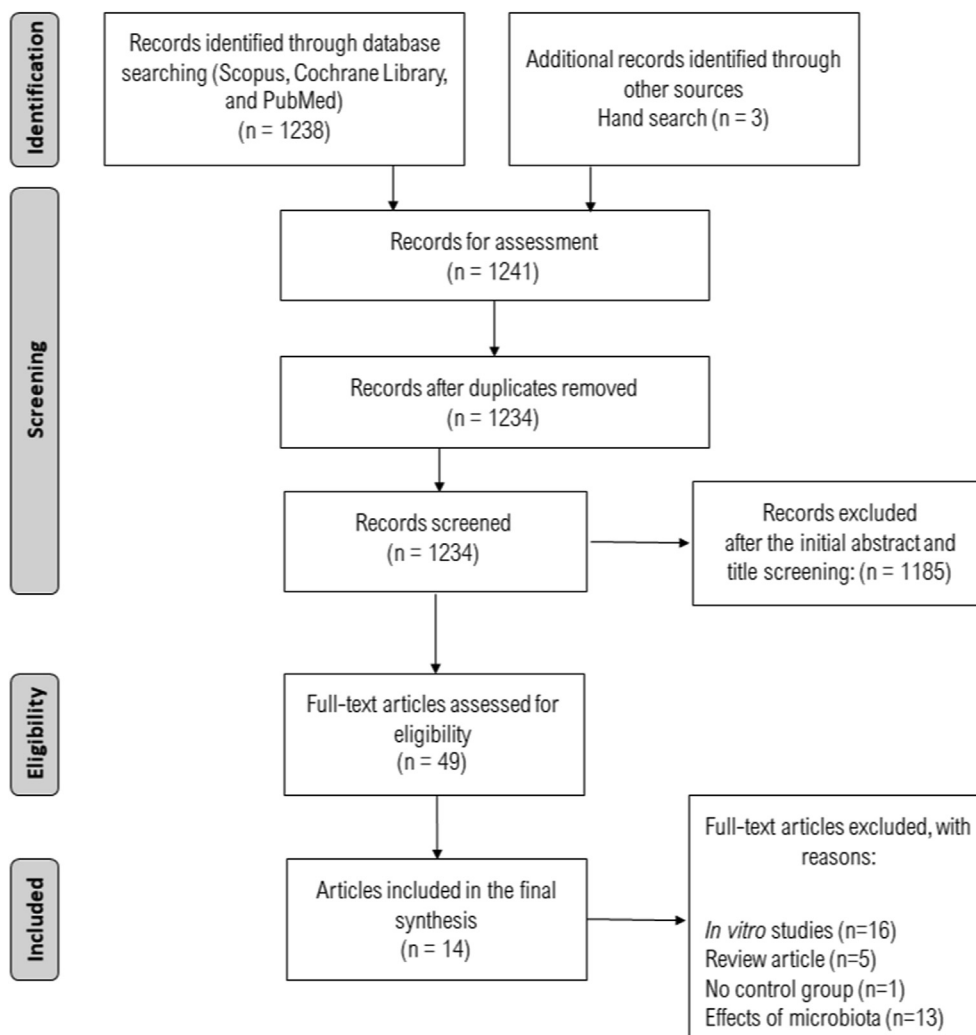 Identification
Records identified through database
searching (Scopus, Cochrane Library,
and PubMed)
(n = 1238)
Additional records identified through
other sources
Hand search (n = 3)
Screening
Records for assessment
(n = 1241)
Records after duplicates removed
(n = 1234)
Records screened
(n = 1234)
Records excluded
after the initial abstract and
title screening: (n = 1185)
Eligibility
Full-text articles assessed for
eligibility
(n = 49)
Full-text articles excluded, with
reasons:
In vitro studies (n=16)
Review article (n=5)
No control group (n=1)
Effects of microbiota (n=13)
Included
Articles included in the final
synthesis
(n = 14)